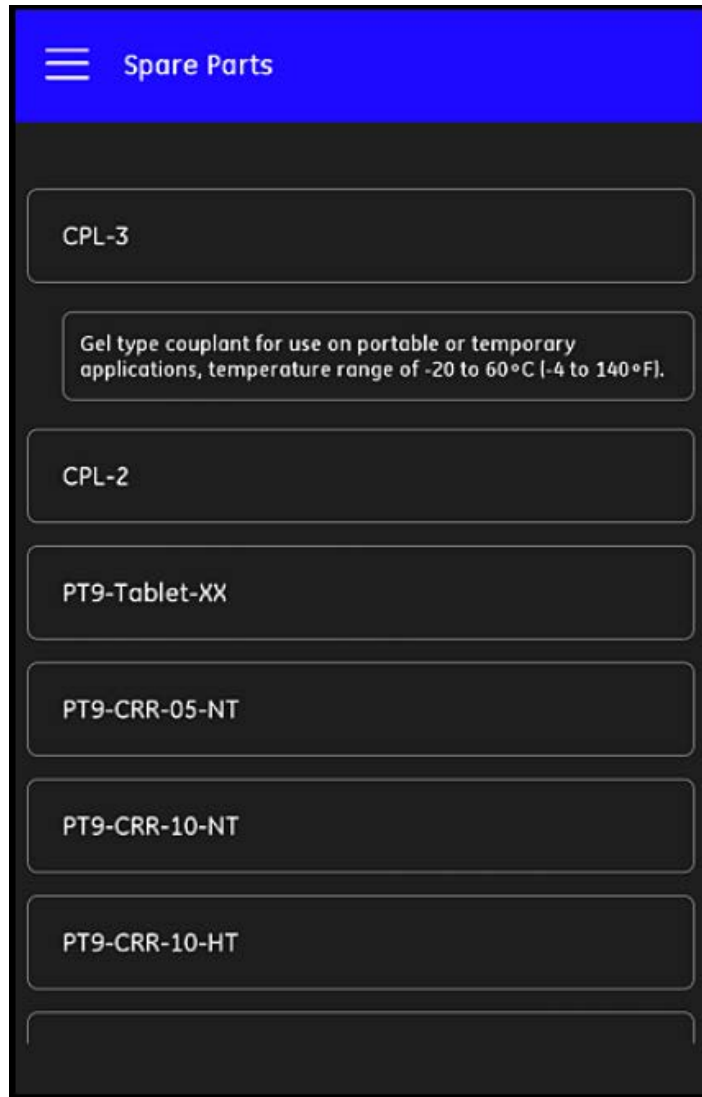 Spare Parts
CPL-3
Gel type couplant for use on portable or temporary
applications, temperature range of -20 to 60°C (-4 to 140°F).
CPL-2
PT9-Tablet-XX
PT9-CRR-05-NT
PT9-CRR-10-NT
PT9-CRR-10-HT